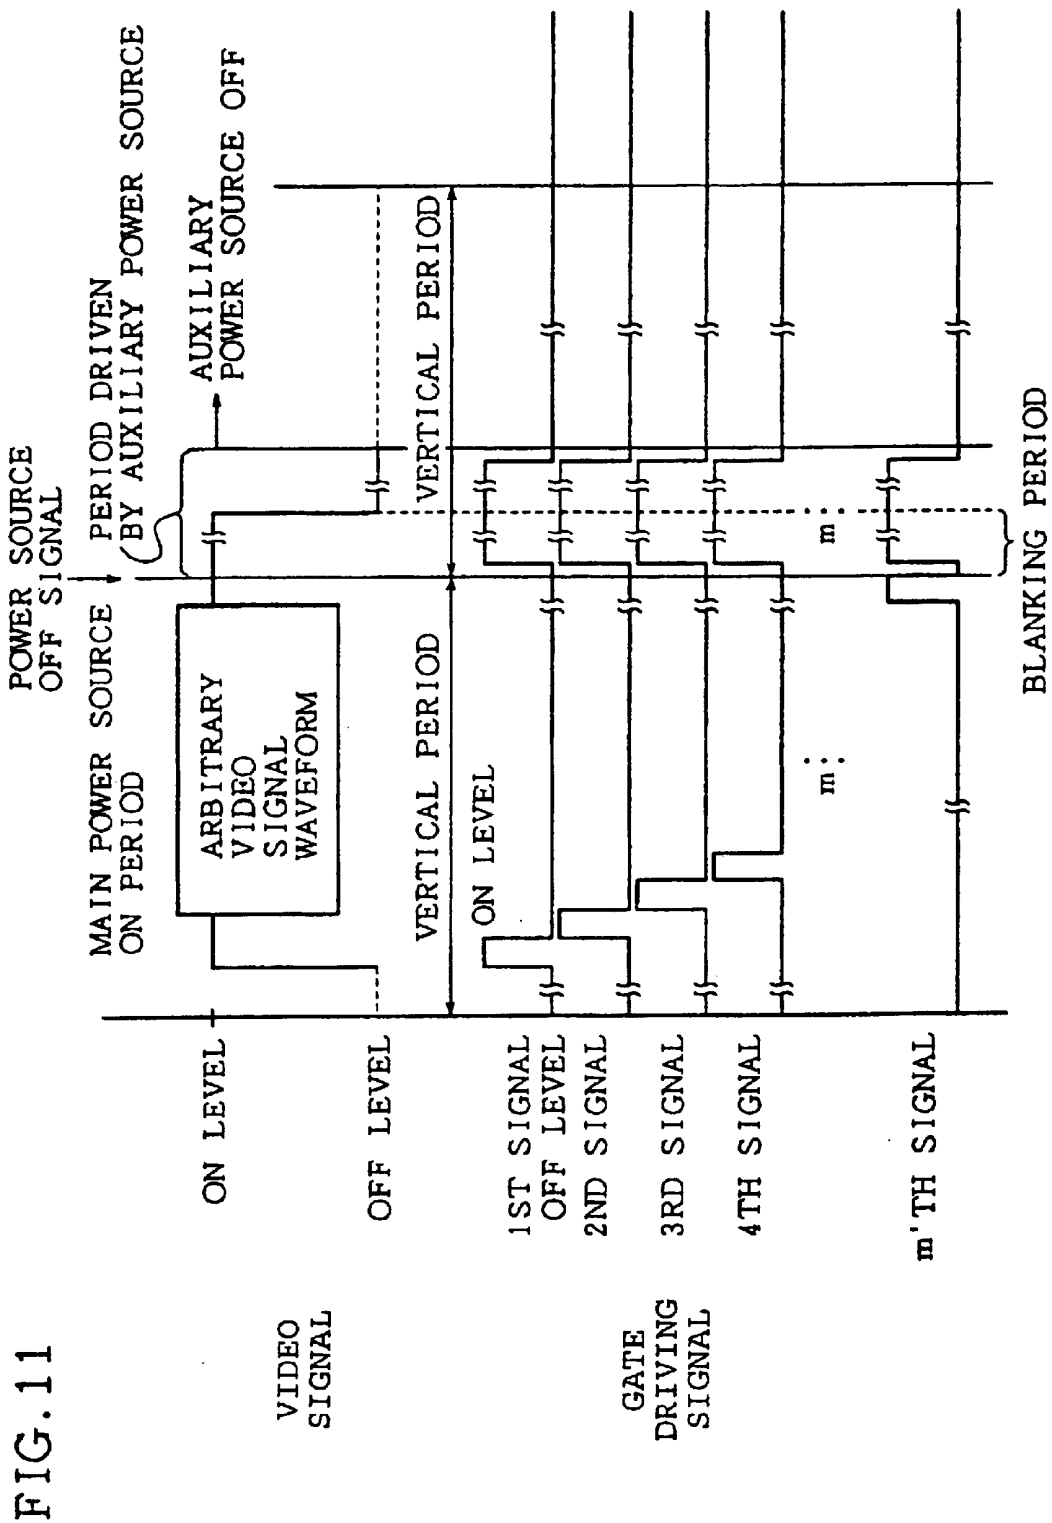 FIG.11
POWER SOURCE
OFF SIGNAL
MAIN POWER SOURCE
ON PERIOD
PERIOD DRIVEN
BY AUXILIARY POWER SOURCE
AUXILIARY
POWER SOURCE OFF
VIDEO
SIGNAL
ON LEVEL
OFF LEVEL
ARBITRARY
VIDEO
SIGNAL
WAVEFORM
VERTICAL PERIOD
VERTICAL PERIOD
GATE
DRIVING
SIGNAL
ON LEVEL
1ST SIGNAL
OFF LEVEL
2ND SIGNAL
3RD SIGNAL
4TH SIGNAL
m
m
m'TH SIGNAL
BLANKING PERIOD